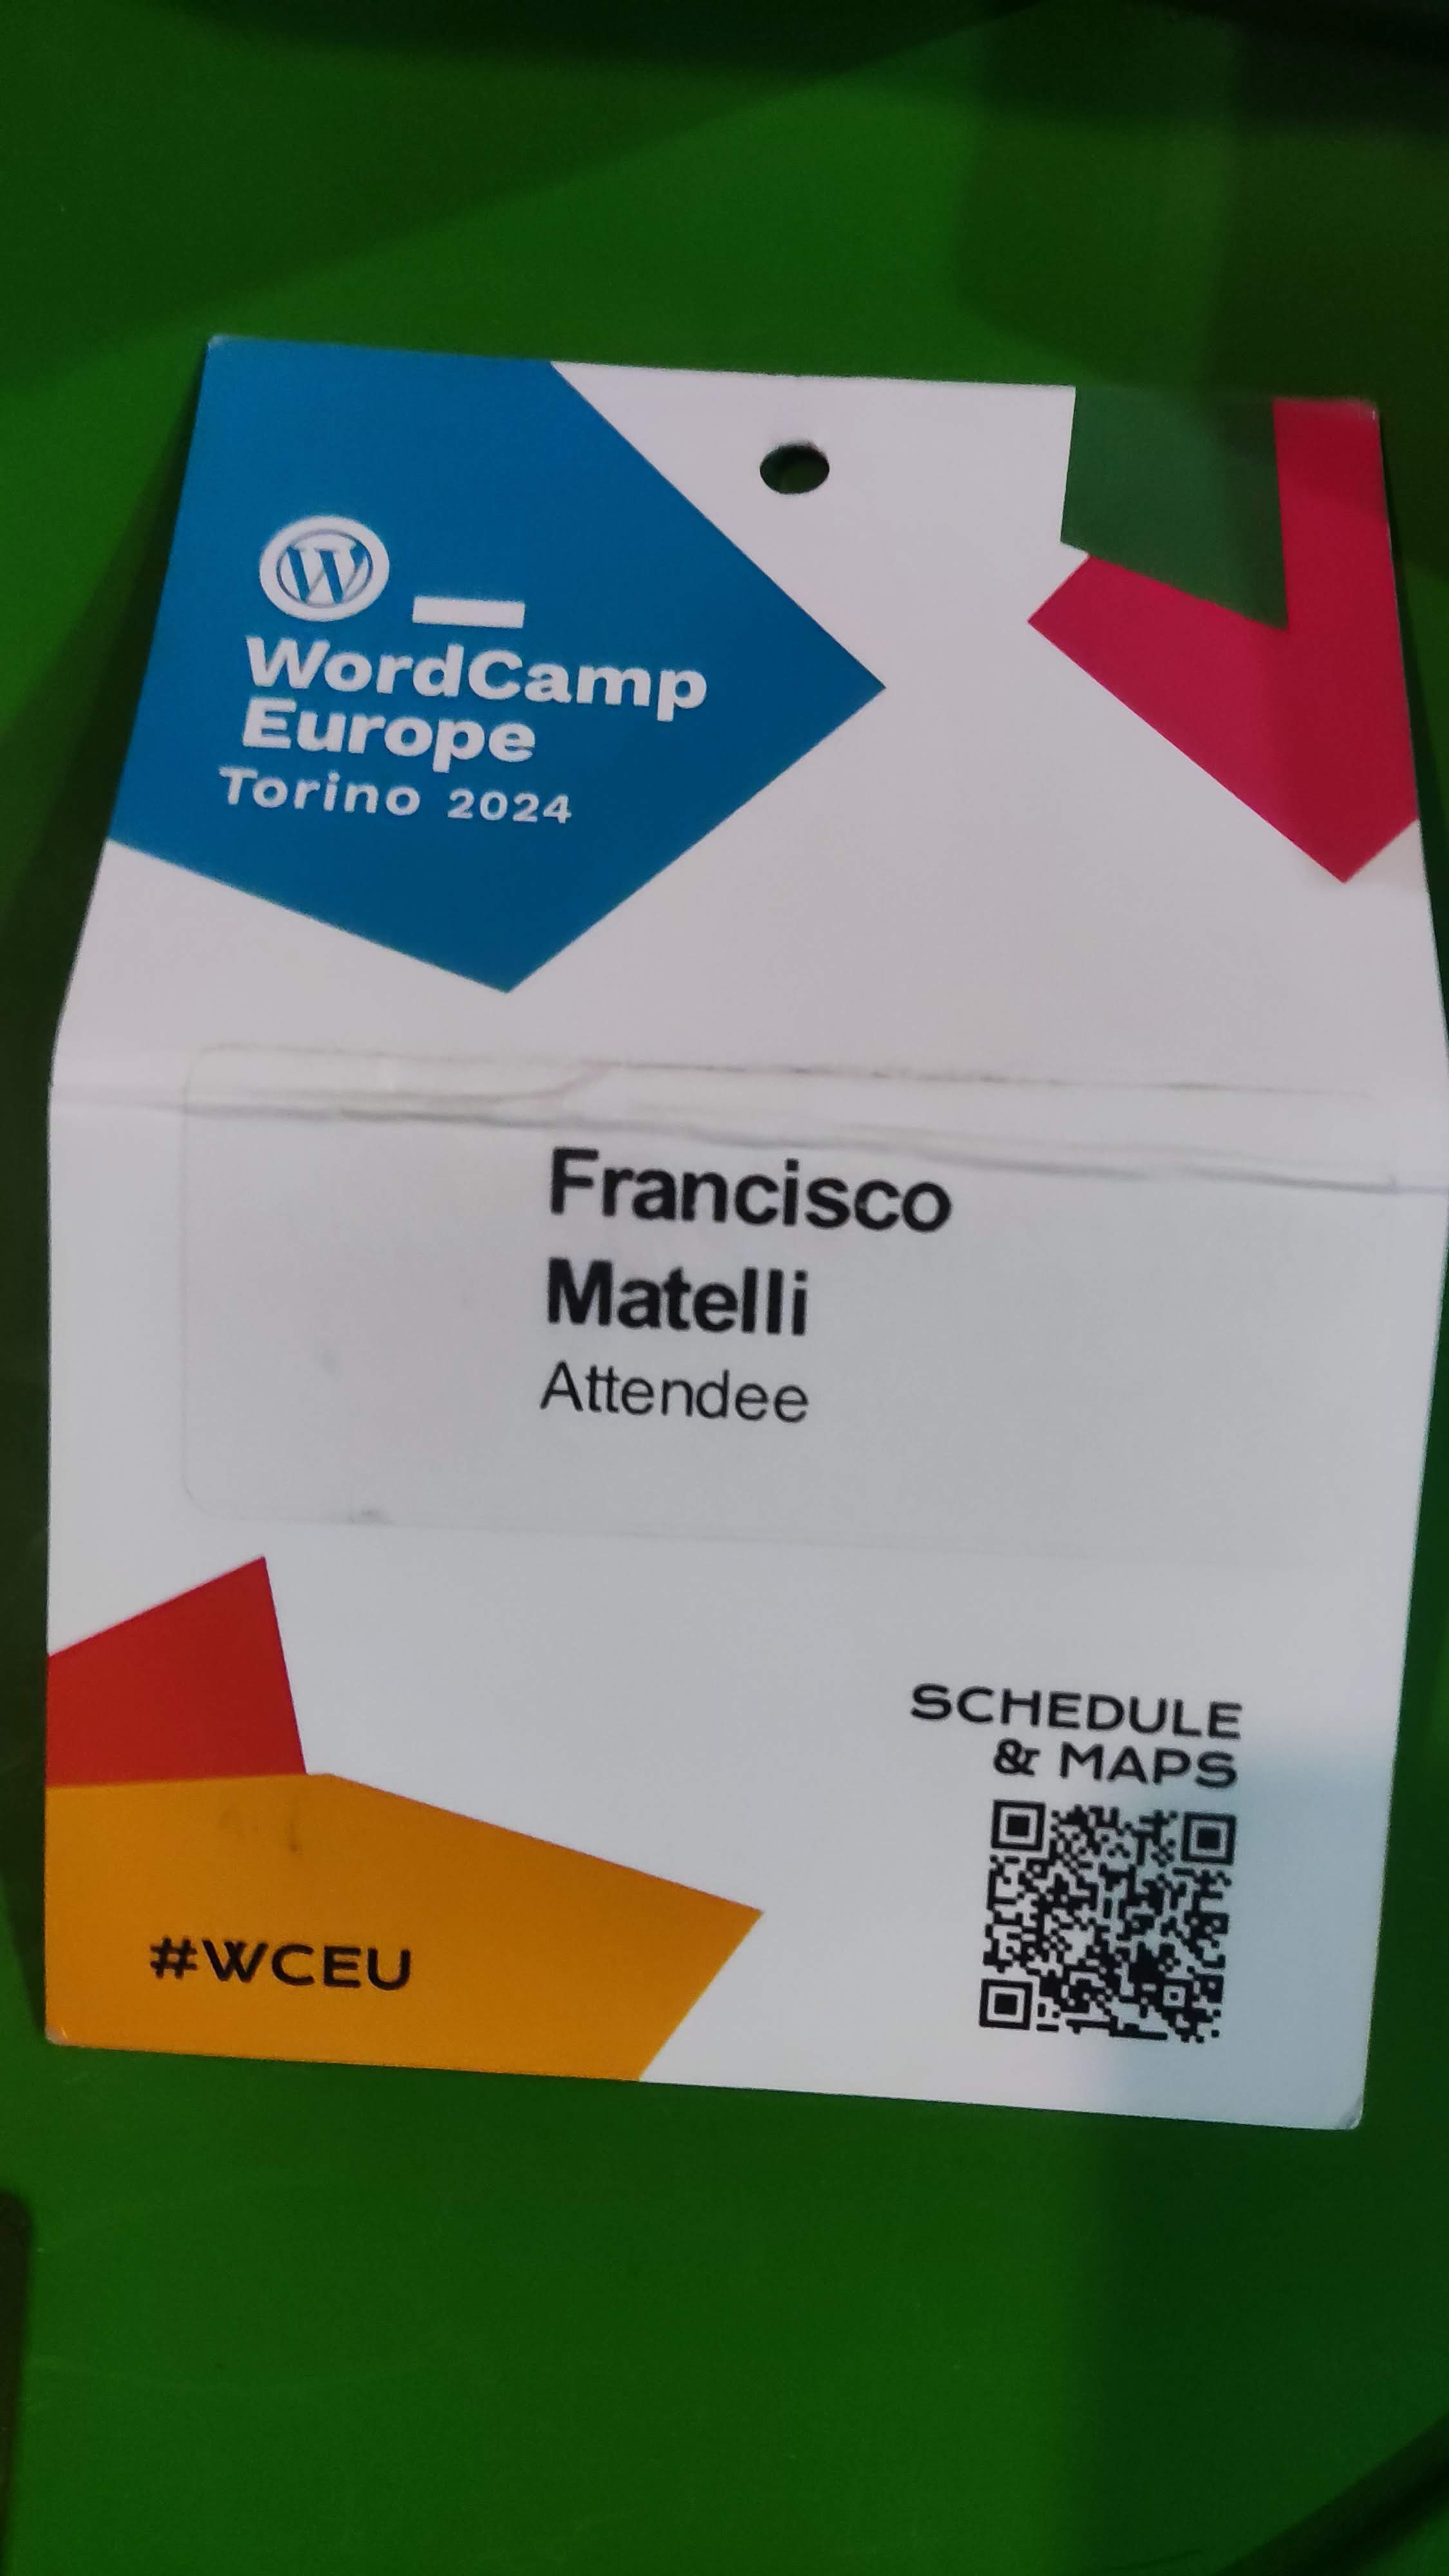 WordCamp
Europe
Torino 2024
Francisco
Matelli
Attendee
SCHEDULE
& MAPS
#WCEU